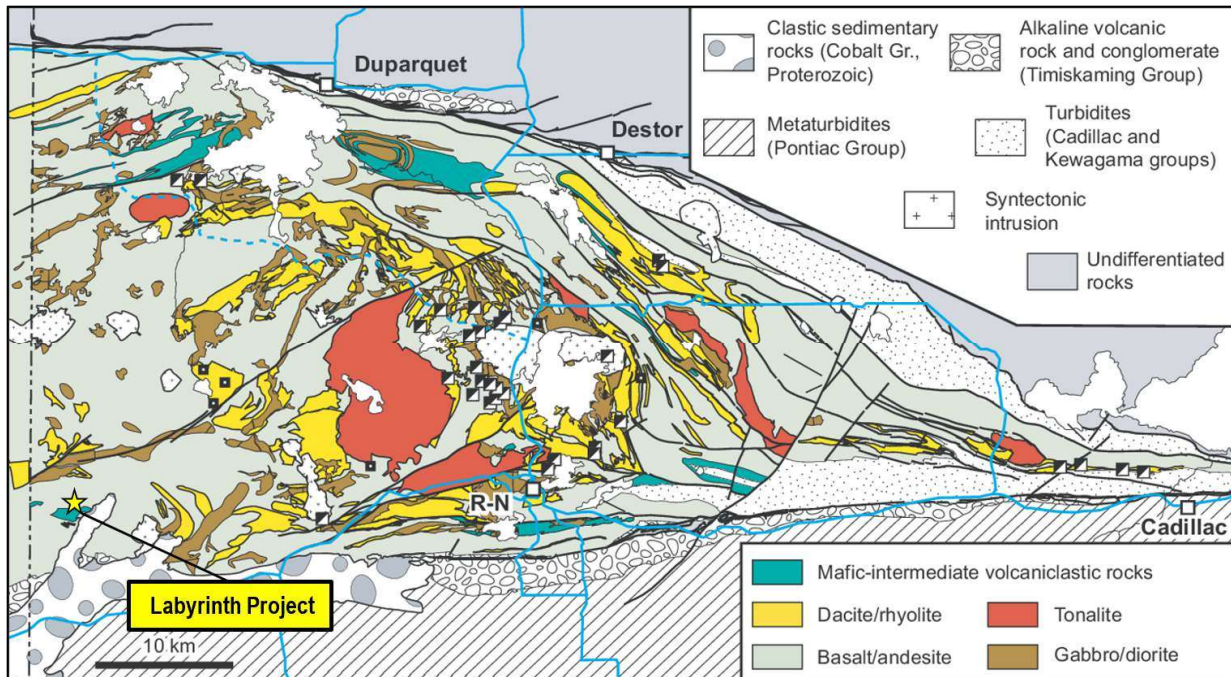 Clastic sedimentary
rocks (Cobalt Gr.,
Proterozoic)
Alkaline volcanic
rock and conglomerate
(Timiskaming Group)
Metaturbidites
(Pontiac Group)
Turbidites
(Cadillac and
Kewagama groups)
Syntectonic
intrusion
Undifferentiated
rocks
Duparquet
Destor
R-N
Cadillac
Labyrinth Project
10 km
Mafic-intermediate volcaniclastic rocks
Dacite/rhyolite
Tonalite
Basalt/andesite
Gabbro/diorite